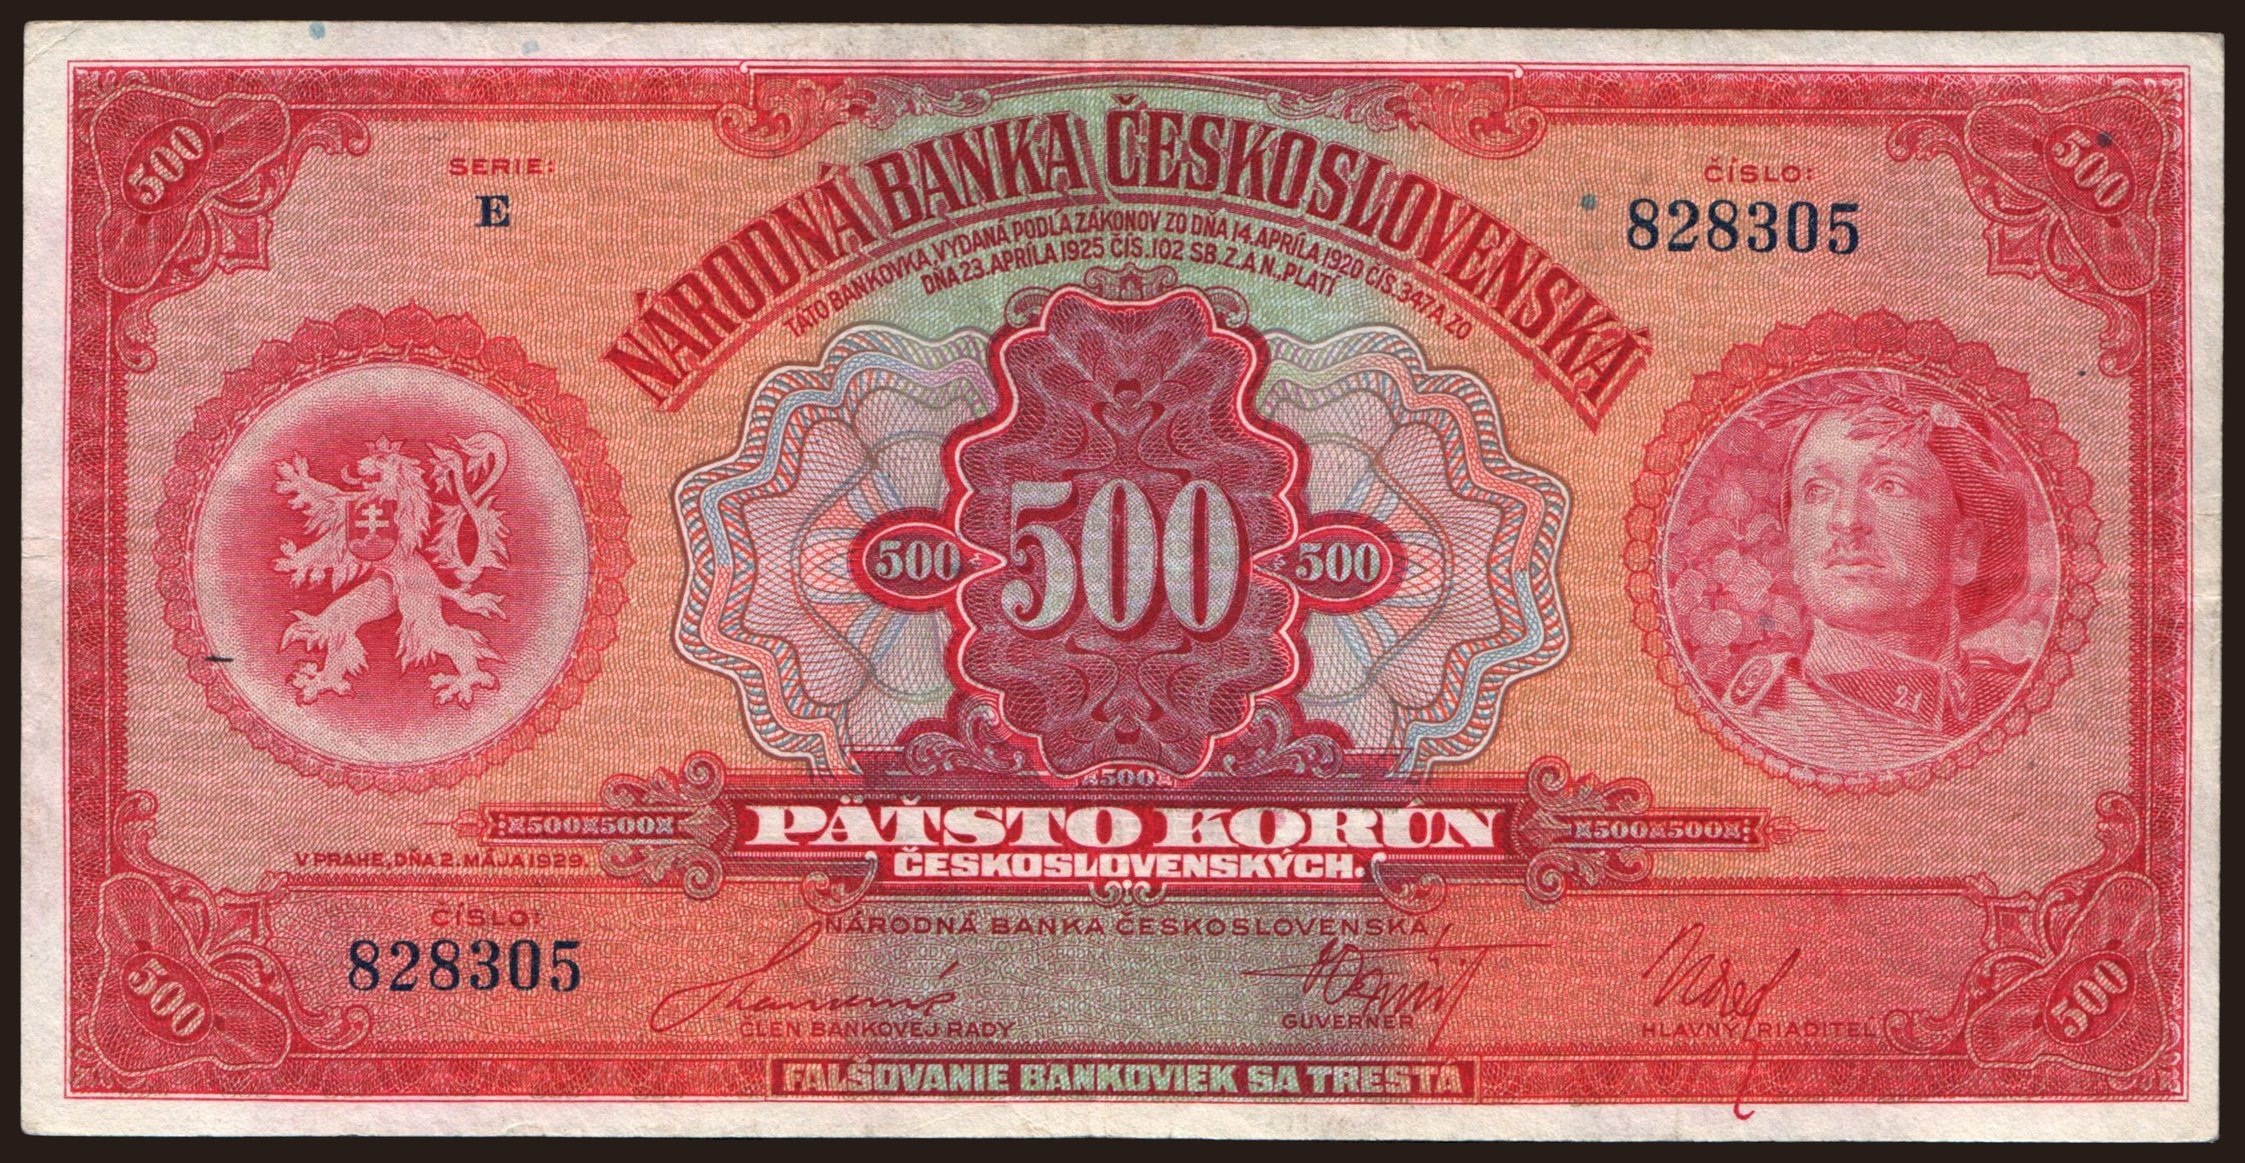 500
500
SERIE:
E
ČÍSLO:
828305
NÁRODNÁ BANKA ČESKOSLOVENSKÁ
TÁTO BANKOVKA, VYDANÁ PODĽA ZÁKONOV ZO DŇA 14. APRÍLA 1920 ČÍS. 347 A ZO
DŇA 23. APRÍLA 1925 ČÍS. 102 SB. Z. A N., PLATÍ
500
500
500
21
500
PÄŤSTO KORÚN
ČESKOSLOVENSKÝCH.
500 500
500 500
V PRAHE, DŇA 2. MÁJA 1929.
ČÍSLO:
828305
NÁRODNÁ BANKA ČESKOSLOVENSKÁ
ČLEN BANKOVEJ RADY
GUVERNER
HLAVNÝ RIADITEĽ
500
500
FALŠOVANIE BANKOVIEK SA TRESTÁ